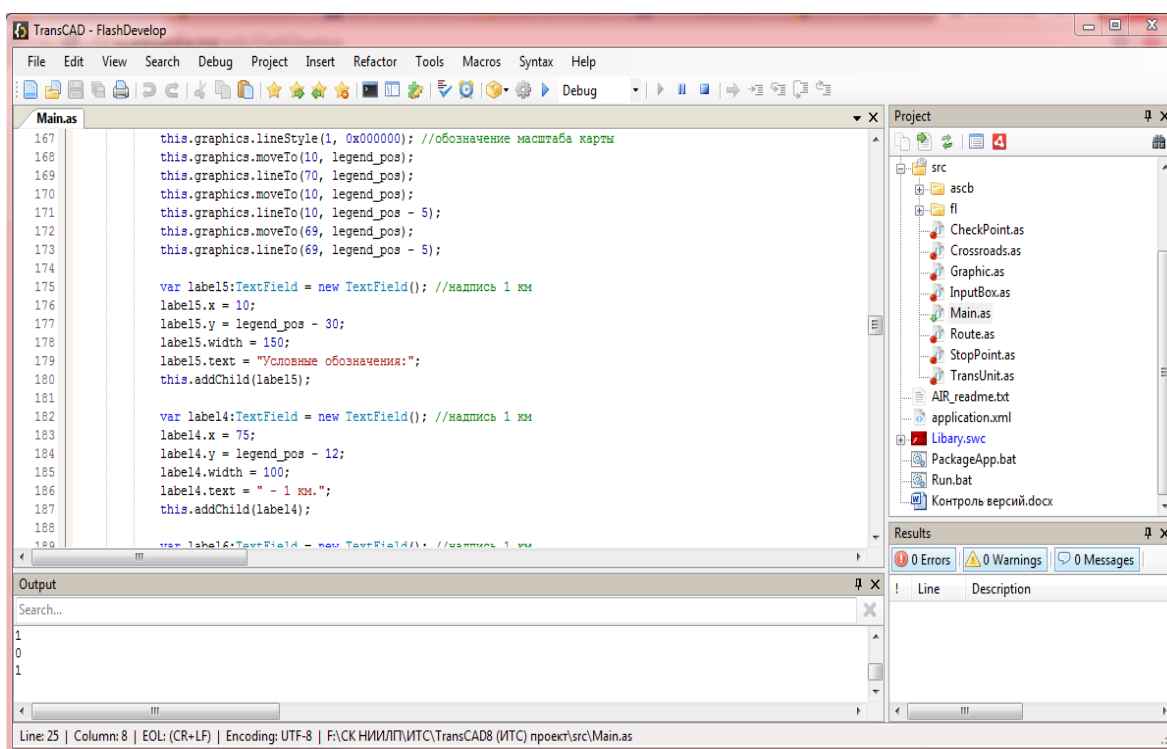 TransCAD - FlashDevelop
File Edit View Search Debug Project Insert Refactor Tools Macros Syntax Help
Debug
Main.as
167 this.graphics.lineStyle(1, 0x000000); //обозначение масштаба карты
168 this.graphics.moveTo(10, legend_pos);
169 this.graphics.lineTo(70, legend_pos);
170 this.graphics.moveTo(10, legend_pos);
171 this.graphics.lineTo(10, legend_pos - 5);
172 this.graphics.moveTo(69, legend_pos);
173 this.graphics.lineTo(69, legend_pos - 5);
174
175 var label5:TextField = new TextField(); //надпись 1 км
176 label5.x = 10;
177 label5.y = legend_pos - 30;
178 label5.width = 150;
179 label5.text = "Условные обозначения:";
180 this.addChild(label5);
181
182 var label4:TextField = new TextField(); //надпись 1 км
183 label4.x = 75;
184 label4.y = legend_pos - 12;
185 label4.width = 100;
186 label4.text = " - 1 км.";
187 this.addChild(label4);
188
189 var label6:TextField = new TextField(); //надпись 1 км
Project
src
ascb
fl
CheckPoint.as
Crossroads.as
Graphic.as
InputBox.as
Main.as
Route.as
StopPoint.as
TransUnit.as
AIR_readme.txt
application.xml
Libary.swc
PackageApp.bat
Run.bat
Контроль версий.docx
Output
Search...
1
0
1
Results
0 Errors 0 Warnings 0 Messages
! Line Description
Line: 25 | Column: 8 | EOL: (CR+LF) | Encoding: UTF-8 | F:\СК НИИЛП\ИТС\TransCAD8 (ИТС) проект\src\Main.as